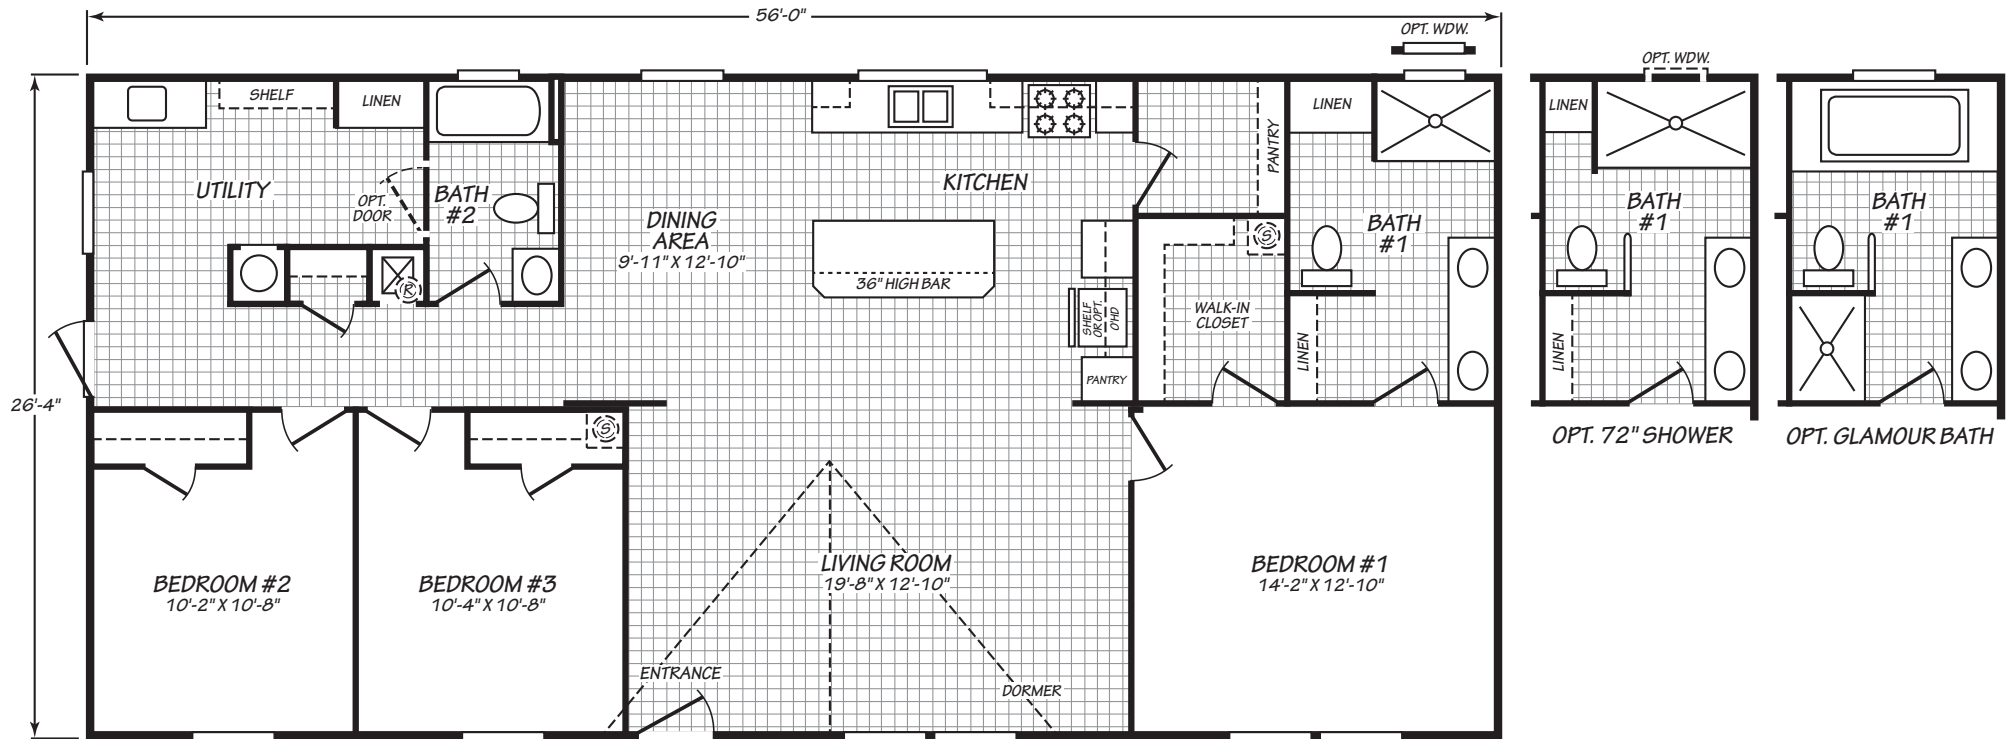 56'-0"
OPT. WDW.
OPT. WDW.
SHELF
LINEN
LINEN
LINEN
PANTRY
UTILITY
OPT.
DOOR
BATH
#2
KITCHEN
DINING
AREA
9'-11" X 12'-10"
BATH
#1
BATH
#1
BATH
#1
S
R
36" HIGH BAR
SHELF
OR OPT.
O'HD
WALK-IN
CLOSET
LINEN
LINEN
PANTRY
26'-4"
S
OPT. 72" SHOWER
OPT. GLAMOUR BATH
BEDROOM #2
10'-2" X 10'-8"
BEDROOM #3
10'-4" X 10'-8"
LIVING ROOM
19'-8" X 12'-10"
BEDROOM #1
14'-2" X 12'-10"
ENTRANCE
DORMER